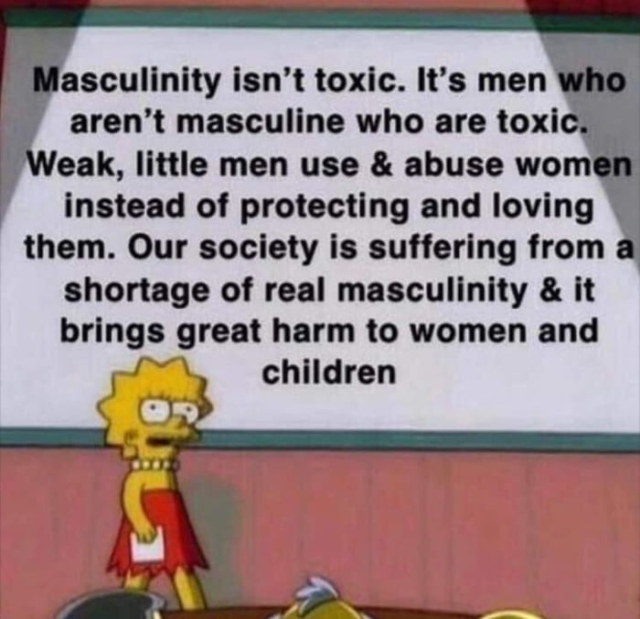 Masculinity isn't toxic. It's men who
aren't masculine who are toxic.
Weak, little men use & abuse women
instead of protecting and loving
them. Our society is suffering from a
shortage of real masculinity & it
brings great harm to women and
children